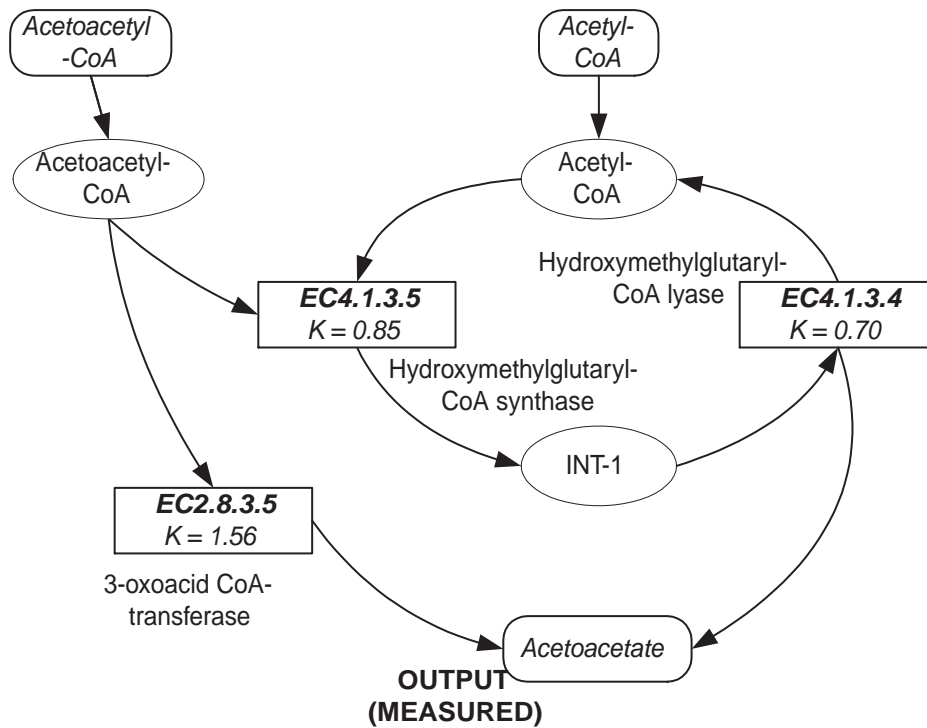 Acetoacetyl
-CoA
Acetyl-
CoA
Acetoacetyl-
CoA
Acetyl-
CoA
Hydroxymethylglutaryl-
CoA lyase
EC4.1.3.5
K = 0.85
EC4.1.3.4
K = 0.70
Hydroxymethylglutaryl-
CoA synthase
INT-1
EC2.8.3.5
K = 1.56
3-oxoacid CoA-
transferase
Acetoacetate
OUTPUT
(MEASURED)